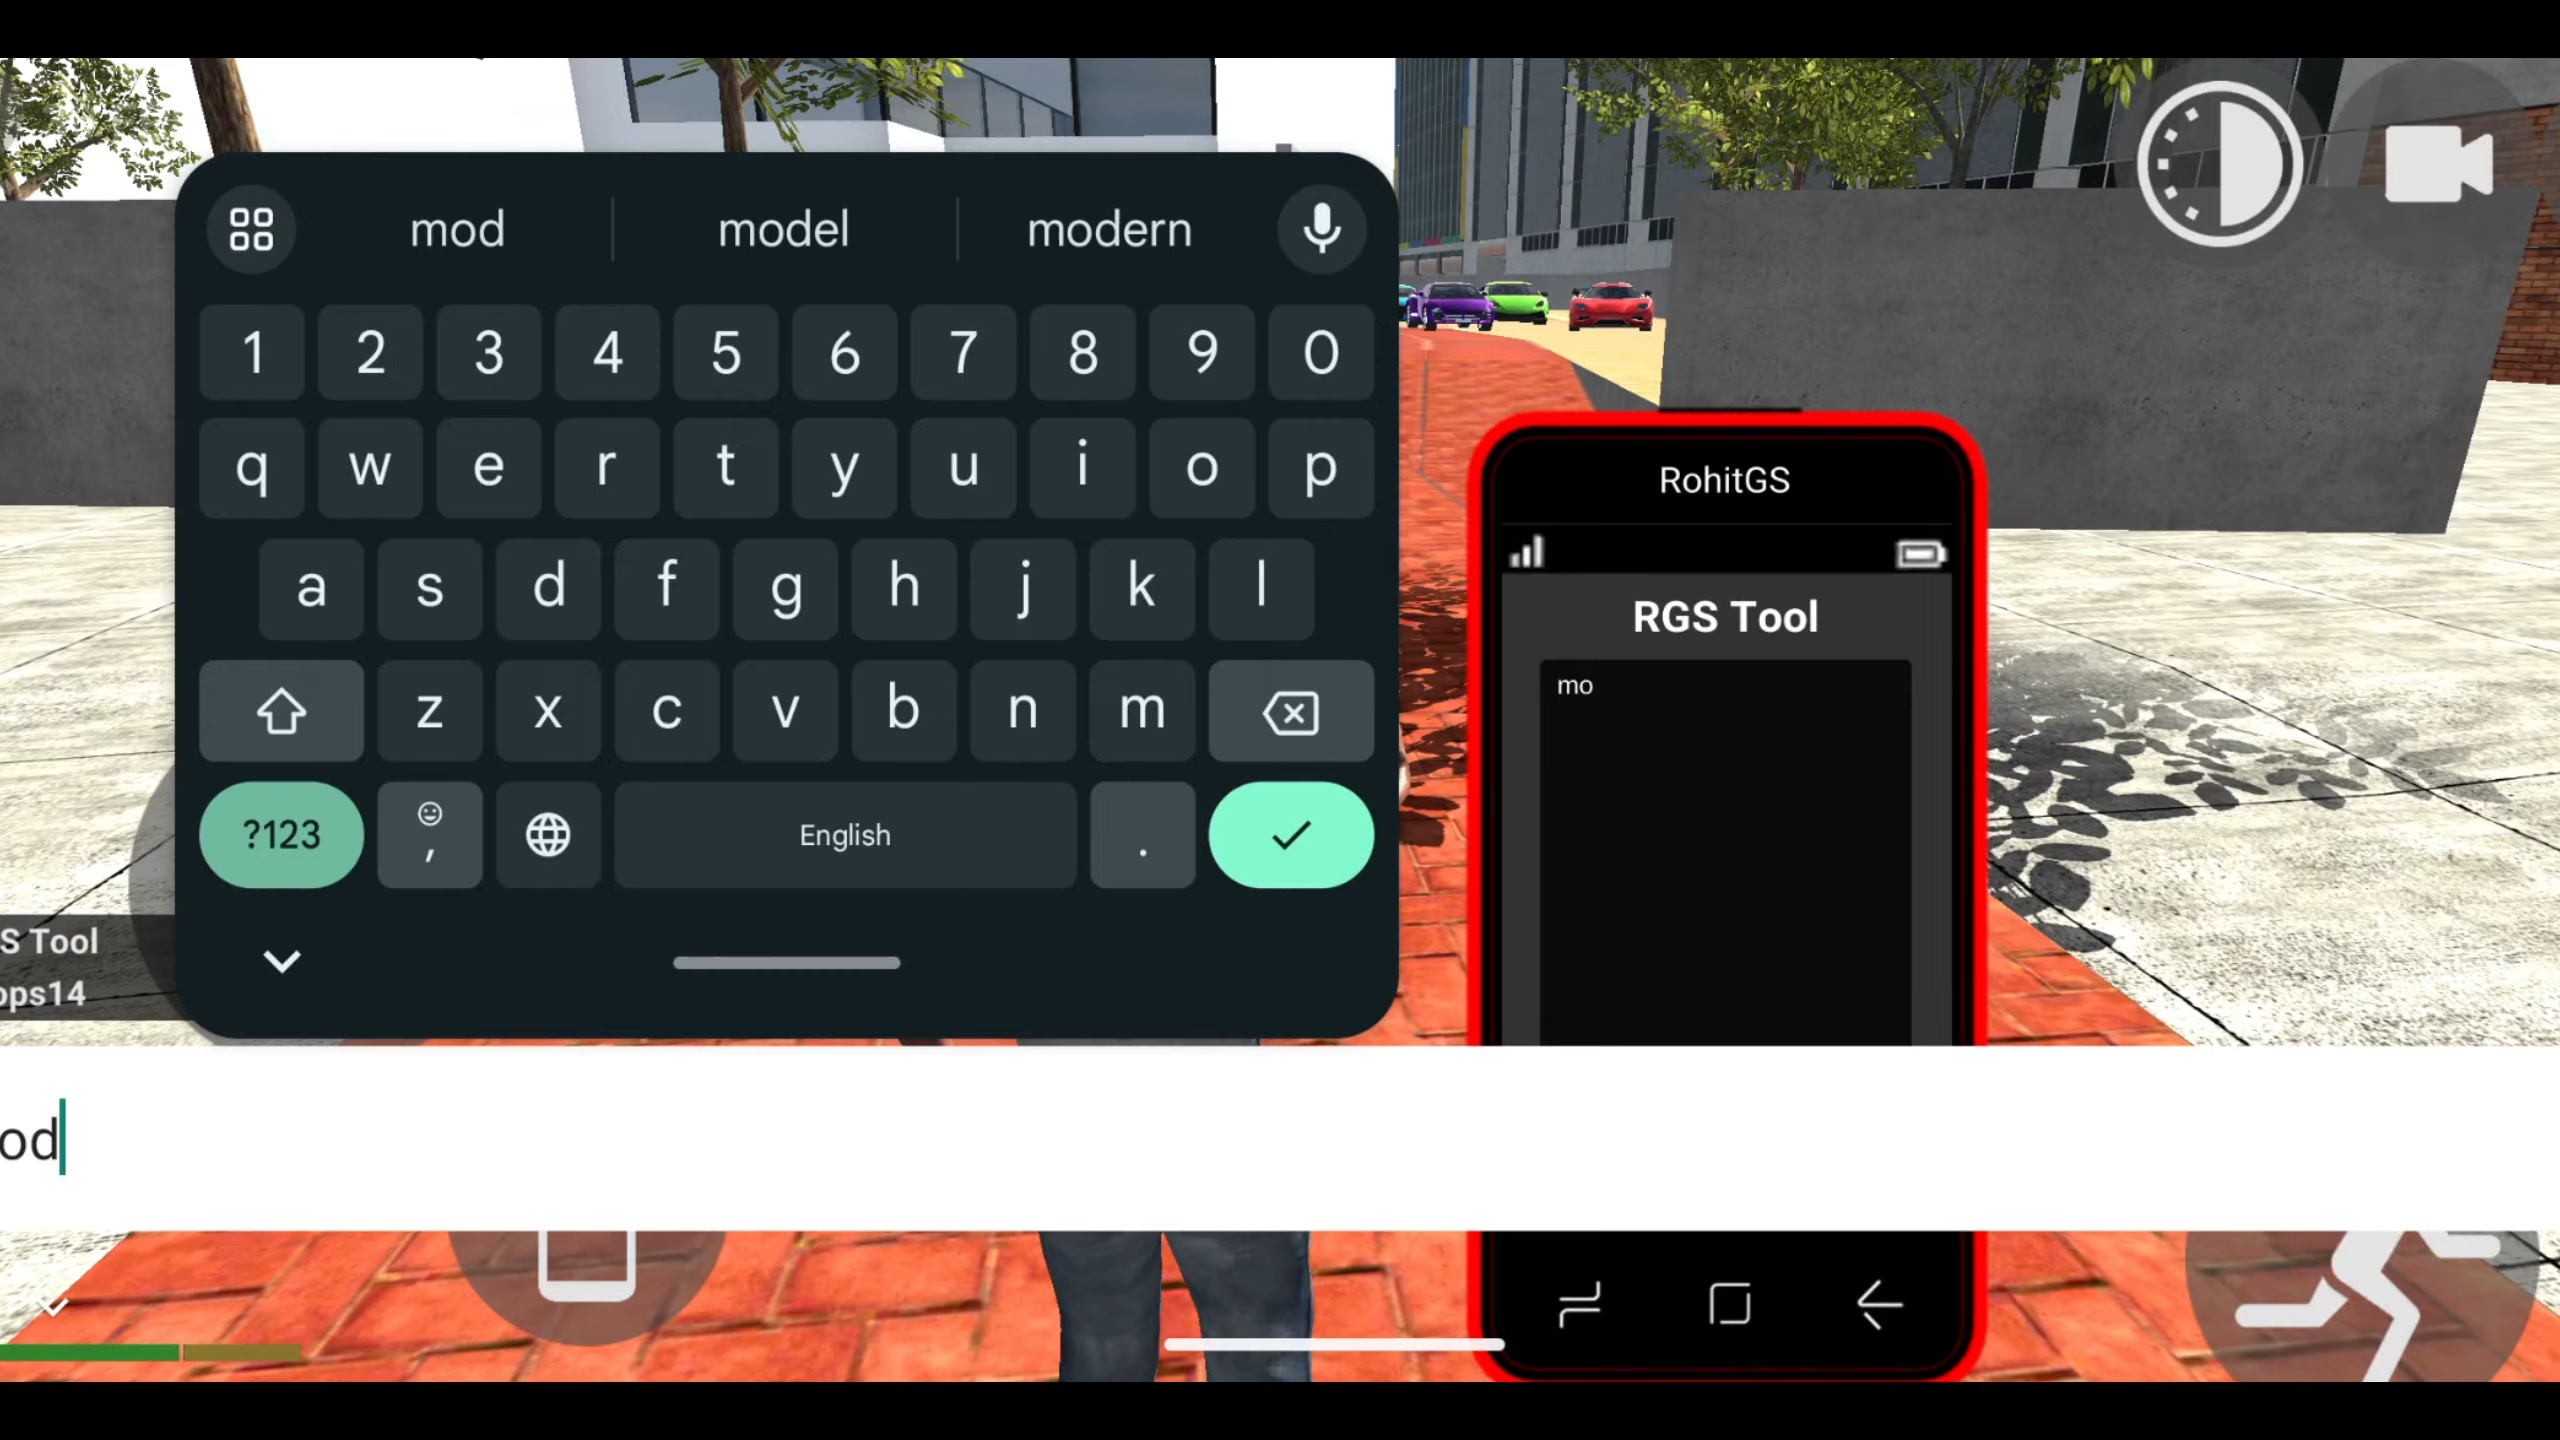 mod model modern
1 2 3 4 5 6 7 8 9 0
q w e r t y u i o p
a s d f g h j k l
z x c v b n m
?123 , English .
RohitGS
RGS Tool
mo
S Tool
ops14
od